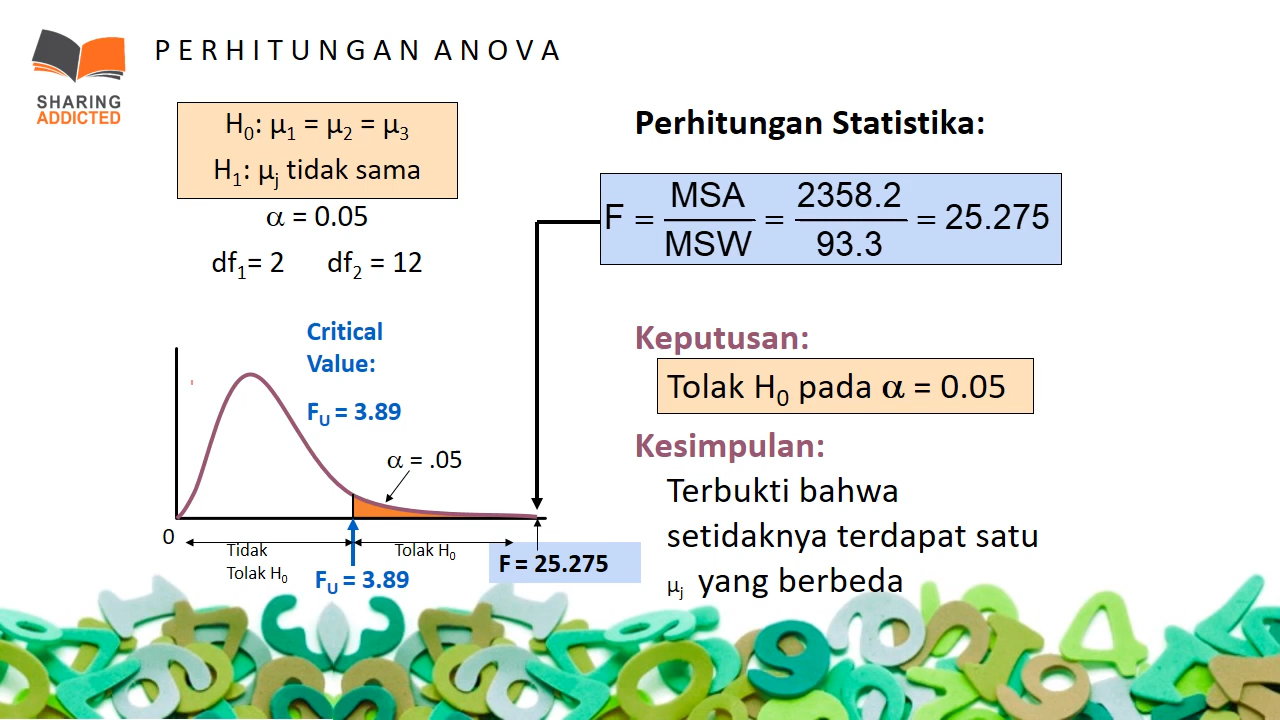 SHARING
ADDICTED
PERHITUNGAN ANOVA
H₀: μ₁ = μ₂ = μ₃
H₁: μⱼ tidak sama
α = 0.05
df₁= 2 df₂ = 12
Critical
Value:
F_U = 3.89
α = .05
0
Tidak
Tolak H₀
Tolak H₀
F_U = 3.89
F = 25.275
Perhitungan Statistika:
F = MSA/MSW = 2358.2/93.3 = 25.275
Keputusan:
Tolak H₀ pada α = 0.05
Kesimpulan:
Terbukti bahwa
setidaknya terdapat satu
μⱼ yang berbeda